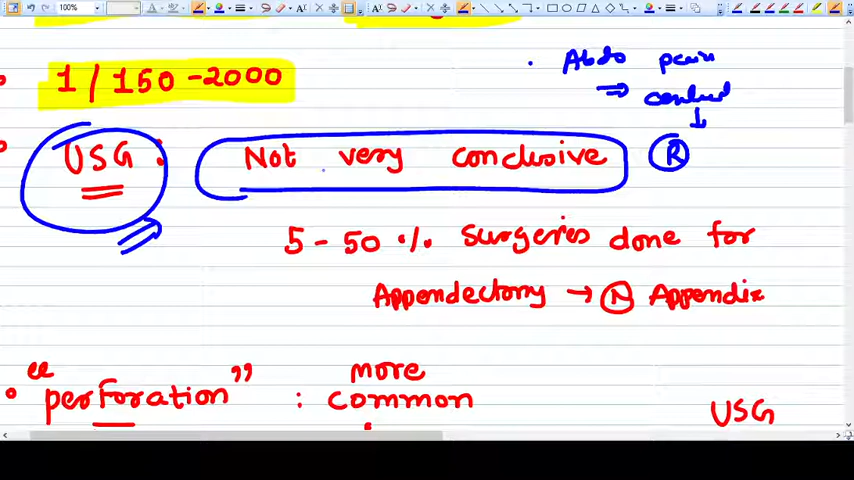 100%
1/150-2000
Abdo pain
⇒
USG : Not very conclusive Ⓡ
5 - 50 % Surgeries done for
Appendectomy → Ⓝ Appendix
• "perforation" : more common
USG